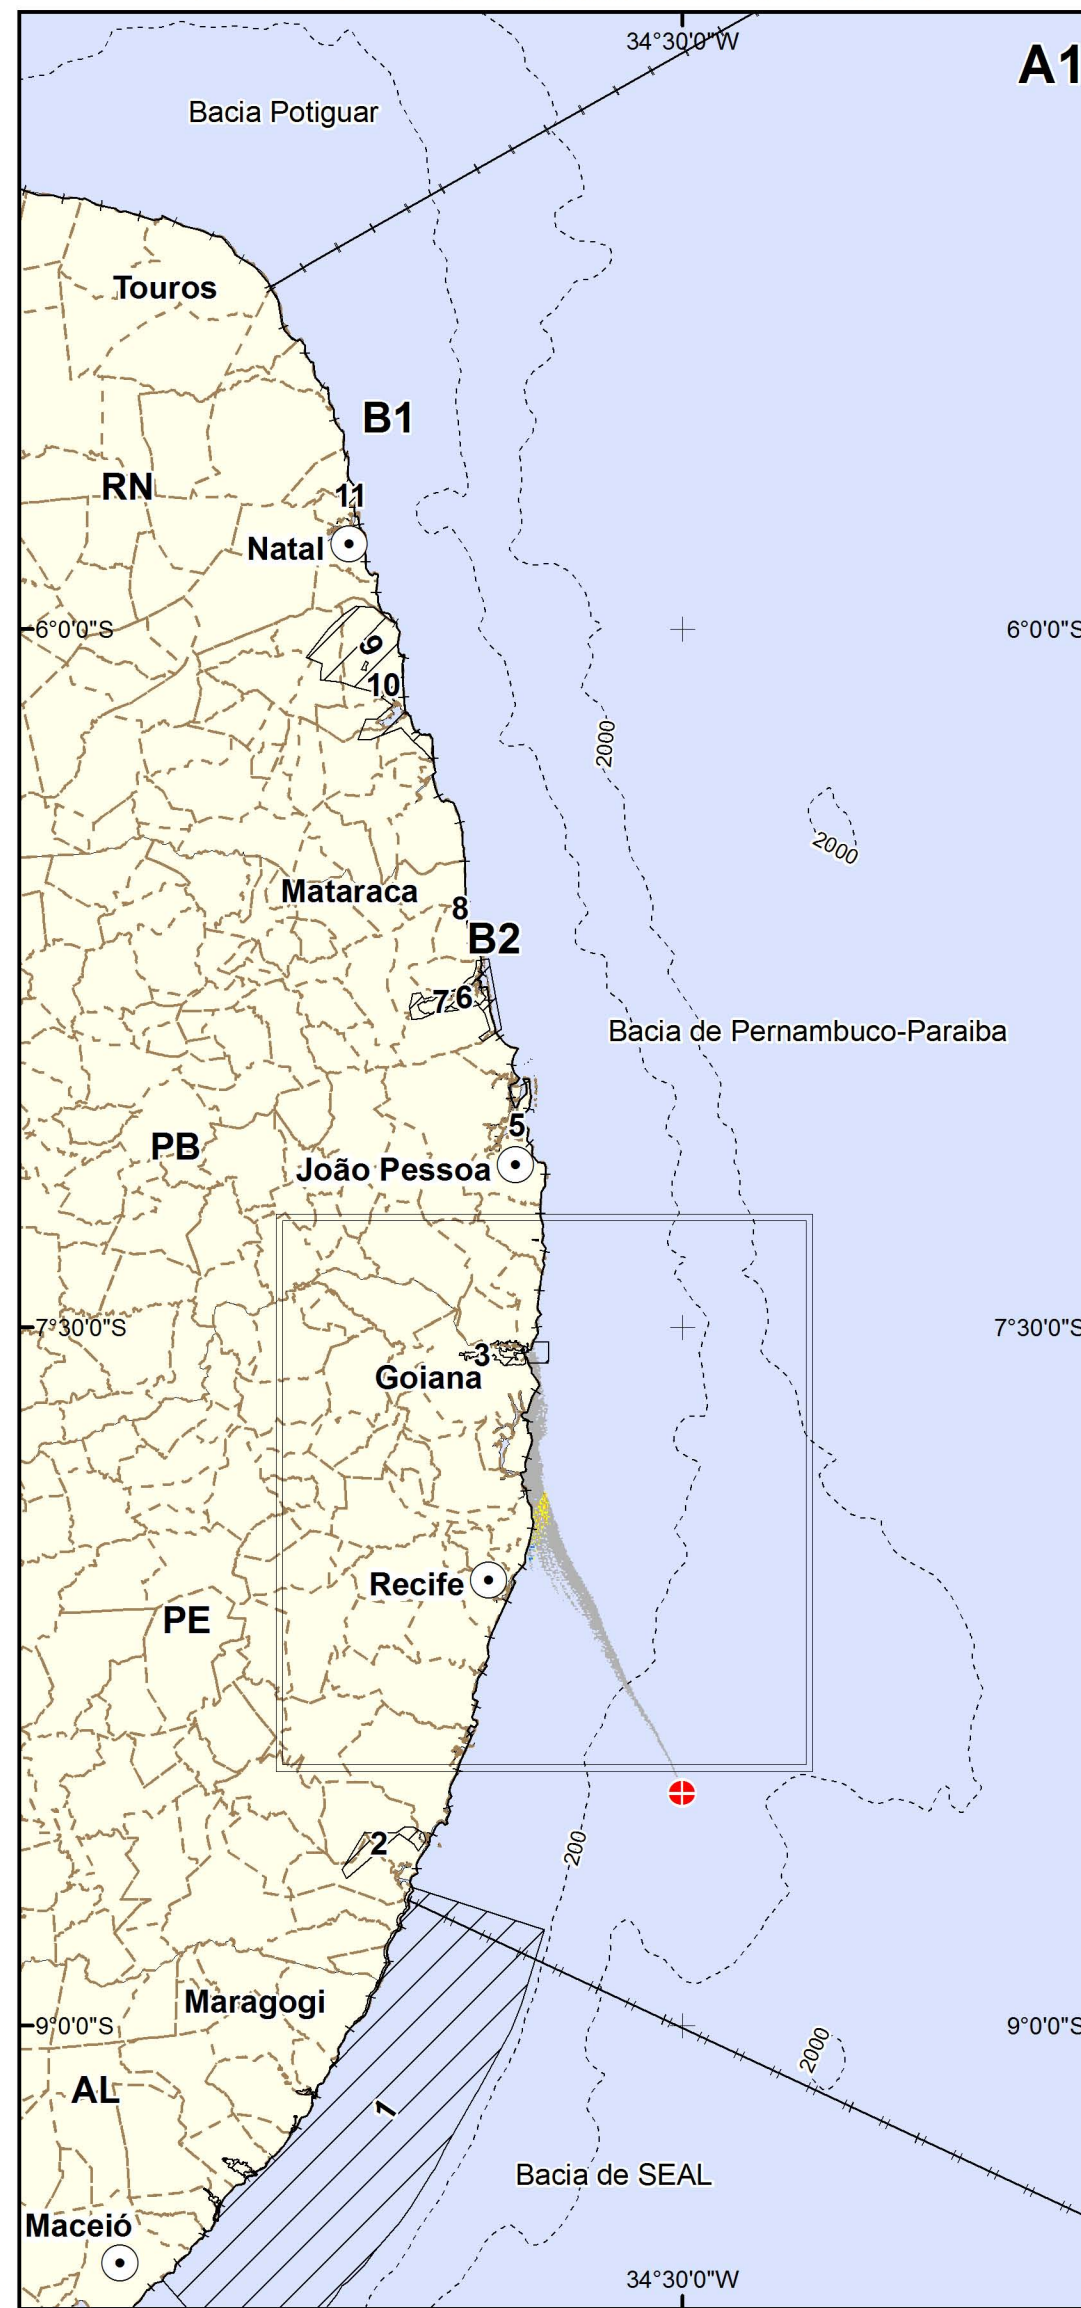 34°30'0"W
A1
Bacia Potiguar
Touros
B1
RN
11
Natal
6°0'0"S
6°0'0"S
9
10
2000
2000
Mataraca
8
B2
7
6
Bacia de Pernambuco-Paraiba
5
PB
João Pessoa
7°30'0"S
7°30'0"S
3
Goiana
Recife
PE
2
200
Maragogi
9°0'0"S
9°0'0"S
2000
AL
1
Bacia de SEAL
Maceió
34°30'0"W